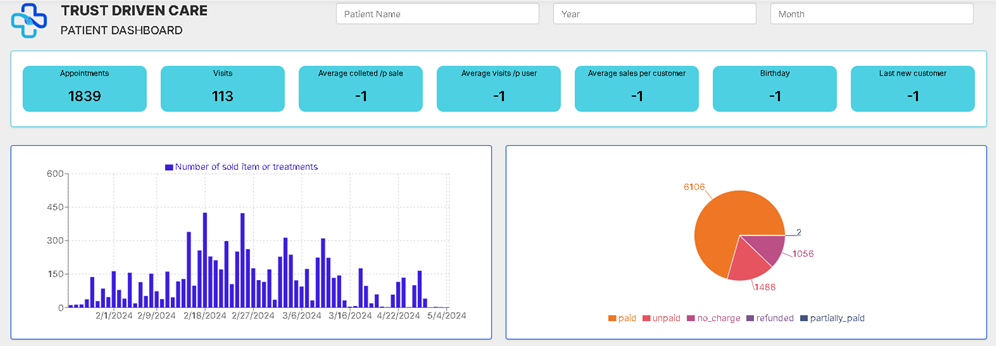 TRUST DRIVEN CARE
PATIENT DASHBOARD
Patient Name
Year
Month
Appointments
1839
Visits
113
Average colleted /p sale
-1
Average visits /p user
-1
Average sales per customer
-1
Birthday
-1
Last new customer
-1
Number of sold item or treatments
600
450
300
150
0
2/1/2024 2/9/2024 2/18/2024 2/27/2024 3/6/2024 3/16/2024 4/22/2024 5/4/2024
6106
2
1056
1488
paid unpaid no_charge refunded partially_paid